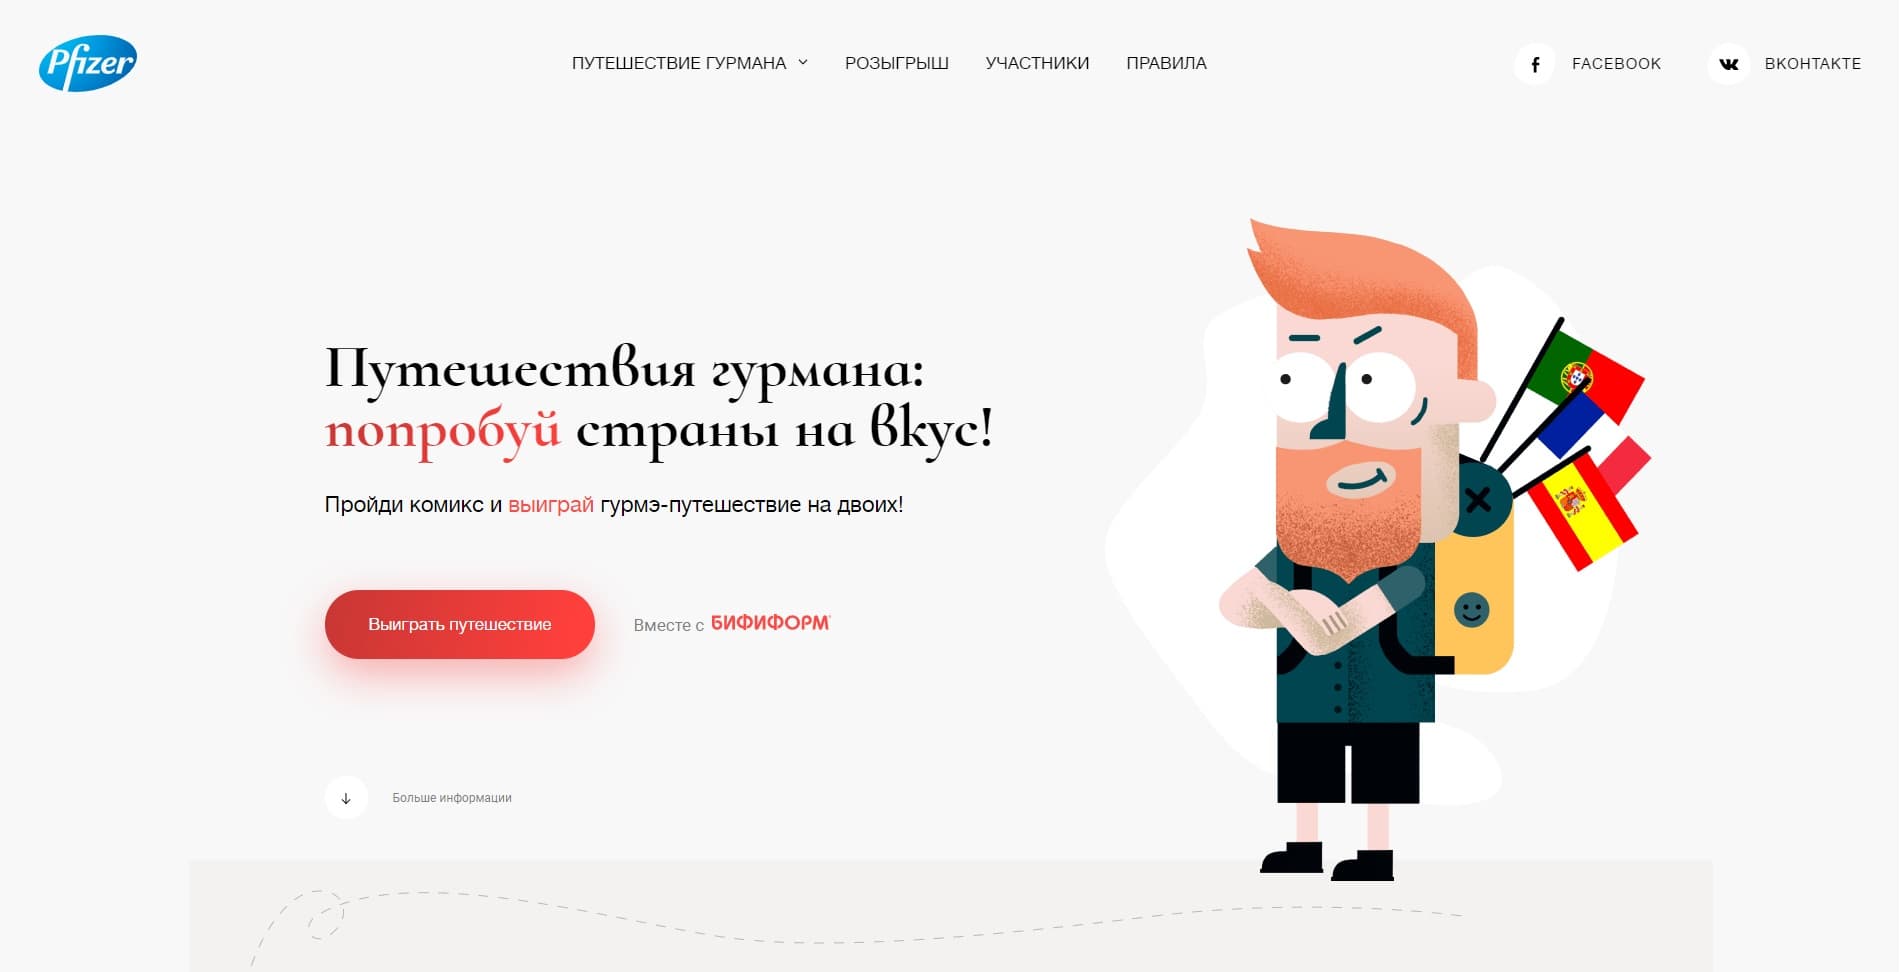 Pfizer
ПУТЕШЕСТВИЕ ГУРМАНА
РОЗЫГРЫШ
УЧАСТНИКИ
ПРАВИЛА
FACEBOOK
ВКОНТАКТЕ
Путешествия гурмана:
попробуй страны на вкус!
Пройди комикс и выиграй гурмэ-путешествие на двоих!
Выиграть путешествие
Вместе с БИФИФОРМ
Больше информации